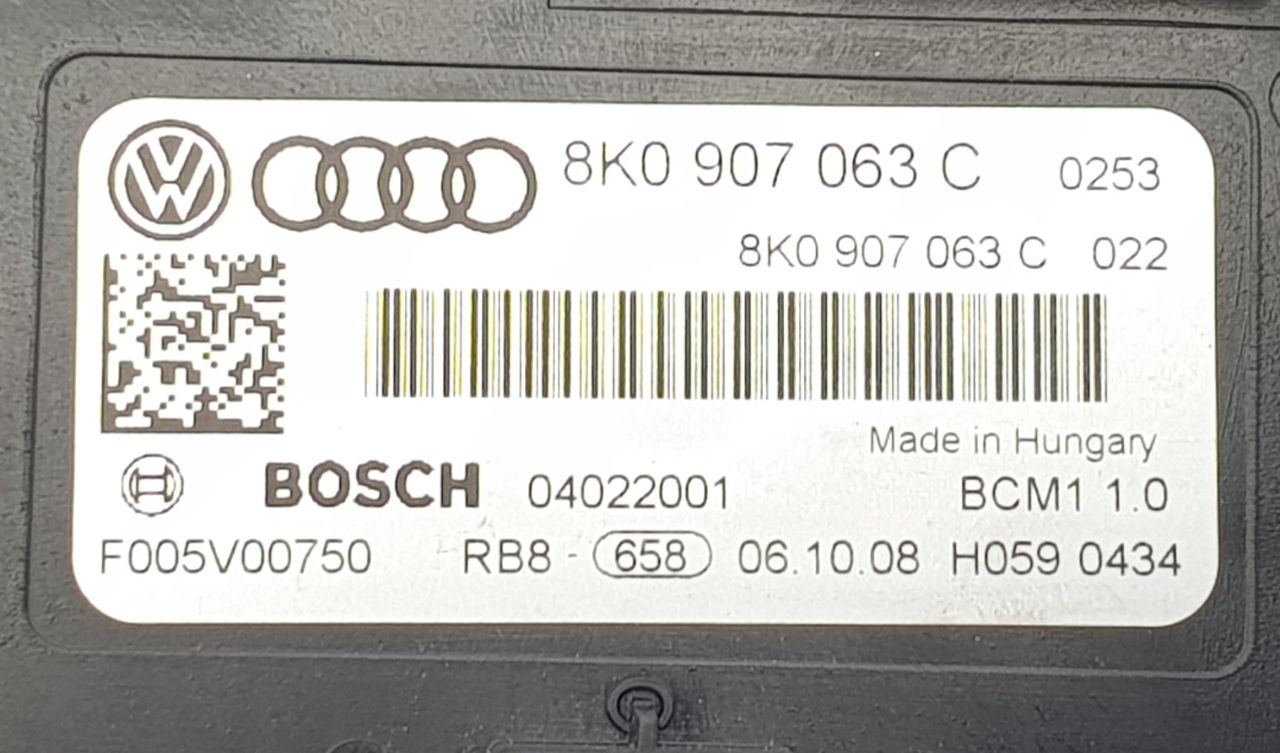 8K0 907 063 C 0253
8K0 907 063 C 022
Made in Hungary
BOSCH 04022001 BCM1 1.0
F005V00750 RB8 - 658 06.10.08 H059 0434